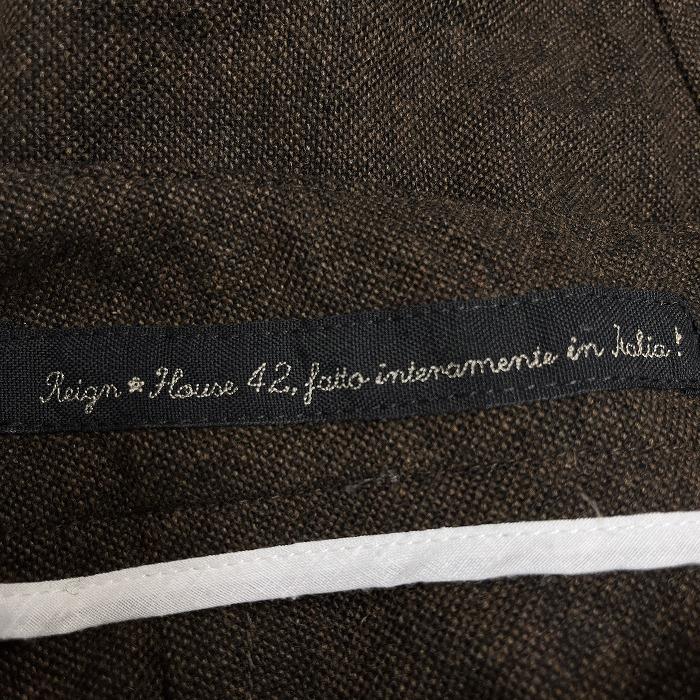 Reign * House 42, fatto interamente in Italia!